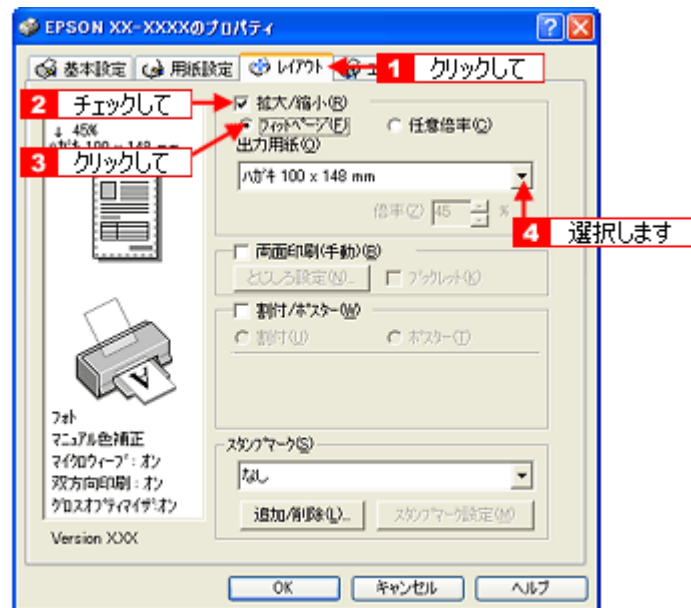 EPSON XX-XXXXのプロパティ
基本設定 用紙設定 レイアウト
1 クリックして
2 チェックして
拡大/縮小(R)
↓ 45%
フィットページ(F) 任意倍率(C)
3 クリックして
出力用紙(O)
ハガキ 100 x 148 mm
倍率(Z) 45 %
4 選択します
両面印刷(手動)(B)
とじしろ設定(N)... ブックレット(K)
割付/ポスター(W)
割付(U) ポスター(T)
フォト
マニュアル色補正
マイクロウィーブ:オン
双方向印刷:オン
グロスオプティマイザ:オン
スタンプマーク(S)
なし
追加/削除(L)... スタンプマーク設定(M)
Version X.XX
OK キャンセル ヘルプ